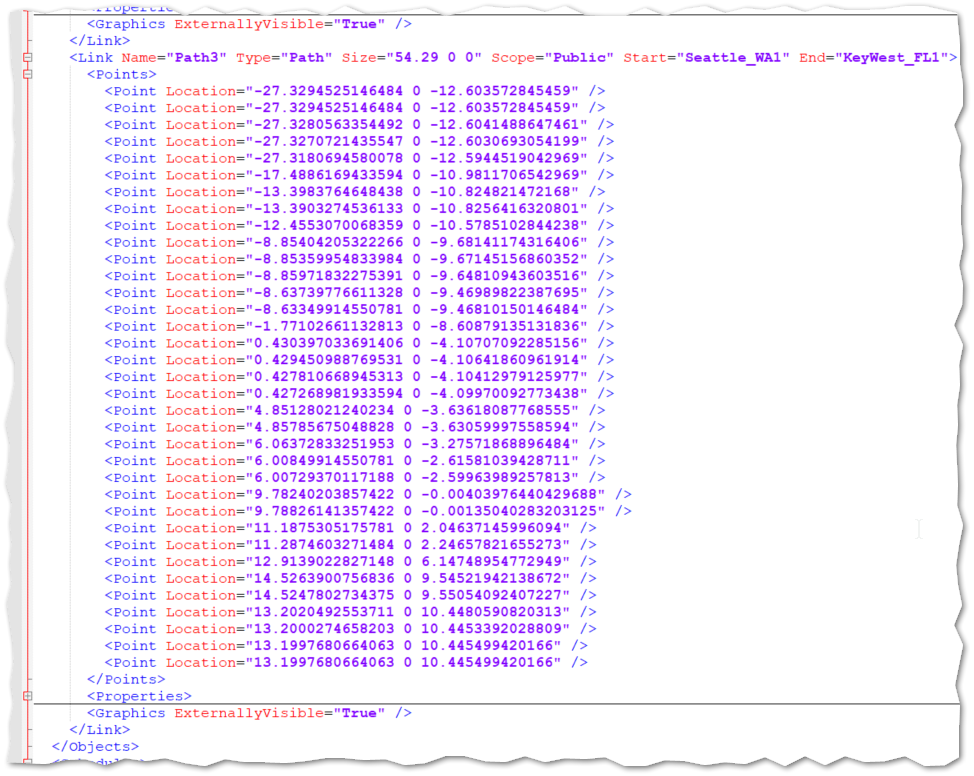 <Graphics ExternallyVisible="True" />
</Link>
<Link Name="Path3" Type="Path" Size="54.29 0 0" Scope="Public" Start="Seattle_WA1" End="KeyWest_FL1">
<Points>
<Point Location="-27.3294525146484 0 -12.603572845459" />
<Point Location="-27.3294525146484 0 -12.603572845459" />
<Point Location="-27.3280563354492 0 -12.6041488647461" />
<Point Location="-27.3270721435547 0 -12.6030693054199" />
<Point Location="-27.3180694580078 0 -12.5944519042969" />
<Point Location="-17.4886169433594 0 -10.9811706542969" />
<Point Location="-13.3983764648438 0 -10.824821472168" />
<Point Location="-13.3903274536133 0 -10.8256416320801" />
<Point Location="-12.4553070068359 0 -10.5785102844238" />
<Point Location="-8.85404205322266 0 -9.68141174316406" />
<Point Location="-8.85359954833984 0 -9.67145156860352" />
<Point Location="-8.85971832275391 0 -9.64810943603516" />
<Point Location="-8.63739776611328 0 -9.46989822387695" />
<Point Location="-8.63349914550781 0 -9.46810150146484" />
<Point Location="-1.77102661132813 0 -8.60879135131836" />
<Point Location="0.430397033691406 0 -4.10707092285156" />
<Point Location="0.429450988769531 0 -4.10641860961914" />
<Point Location="0.427810668945313 0 -4.10412979125977" />
<Point Location="0.427268981933594 0 -4.09970092773438" />
<Point Location="4.85128021240234 0 -3.63618087768555" />
<Point Location="4.85785675048828 0 -3.63059997558594" />
<Point Location="6.06372833251953 0 -3.27571868896484" />
<Point Location="6.00849914550781 0 -2.61581039428711" />
<Point Location="6.00729370117188 0 -2.59963989257813" />
<Point Location="9.78240203857422 0 -0.00403976440429688" />
<Point Location="9.78826141357422 0 -0.00135040283203125" />
<Point Location="11.1875305175781 0 2.04637145996094" />
<Point Location="11.2874603271484 0 2.24657821655273" />
<Point Location="12.9139022827148 0 6.14748954772949" />
<Point Location="14.5263900756836 0 9.54521942138672" />
<Point Location="14.5247802734375 0 9.55054092407227" />
<Point Location="13.2020492553711 0 10.4480590820313" />
<Point Location="13.2000274658203 0 10.4453392028809" />
<Point Location="13.1997680664063 0 10.445499420166" />
<Point Location="13.1997680664063 0 10.445499420166" />
</Points>
<Properties>
<Graphics ExternallyVisible="True" />
</Link>
</Objects>